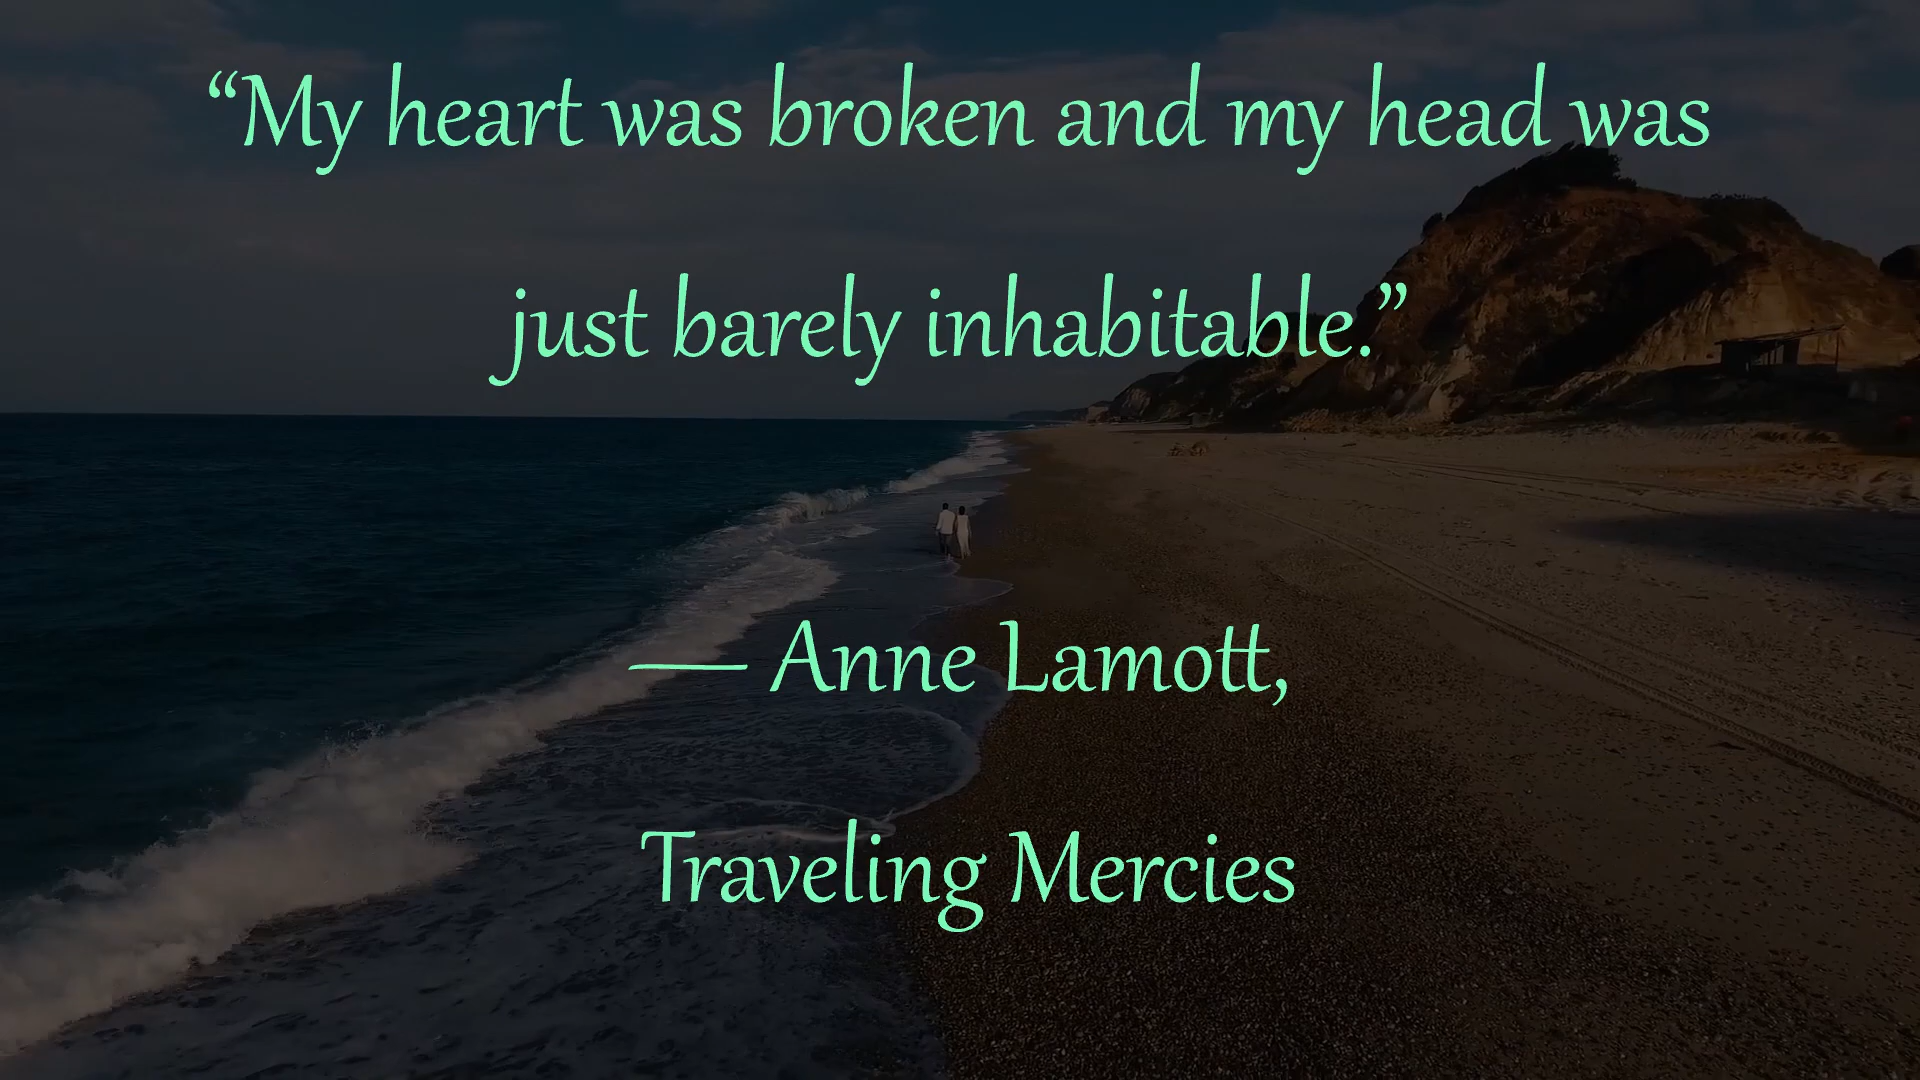 “My heart was broken and my head was
just barely inhabitable.”
— Anne Lamott,
Traveling Mercies